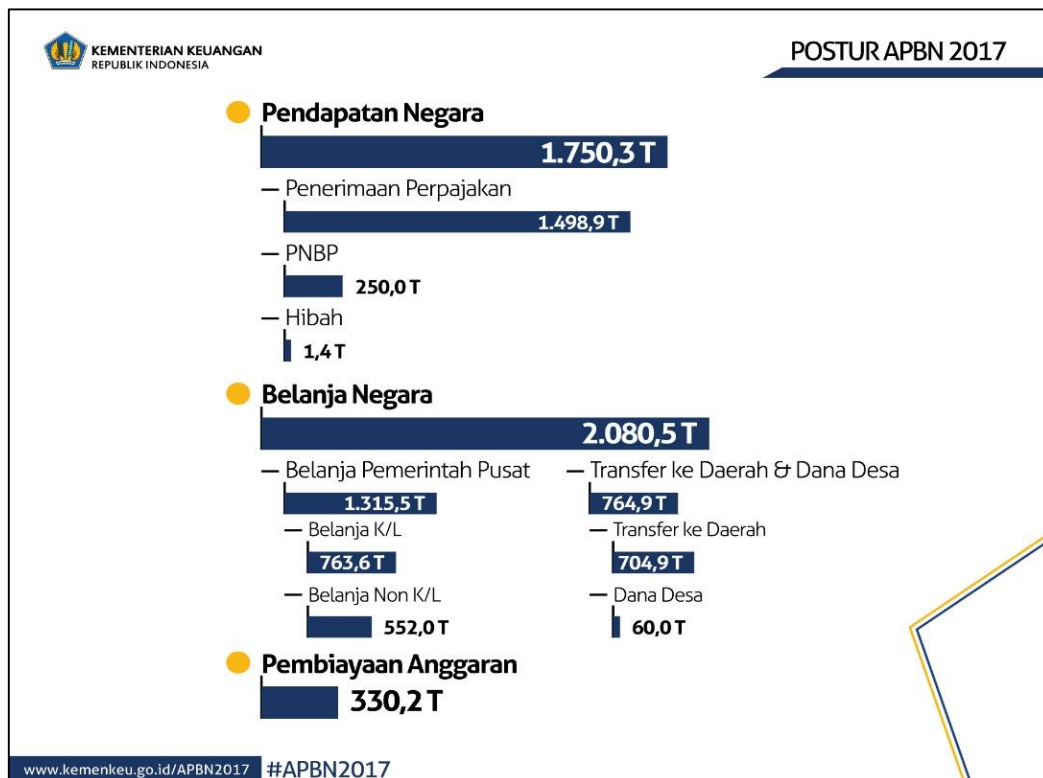 KEMENTERIAN KEUANGAN
REPUBLIK INDONESIA
POSTUR APBN 2017
Pendapatan Negara
1.750,3 T
— Penerimaan Perpajakan
1.498,9 T
— PNBP
250,0 T
— Hibah
1,4 T
Belanja Negara
2.080,5 T
— Belanja Pemerintah Pusat
1.315,5 T
— Belanja K/L
763,6 T
— Belanja Non K/L
552,0 T
— Transfer ke Daerah & Dana Desa
764,9 T
— Transfer ke Daerah
704,9 T
— Dana Desa
60,0 T
Pembiayaan Anggaran
330,2 T
www.kemenkeu.go.id/APBN2017
#APBN2017